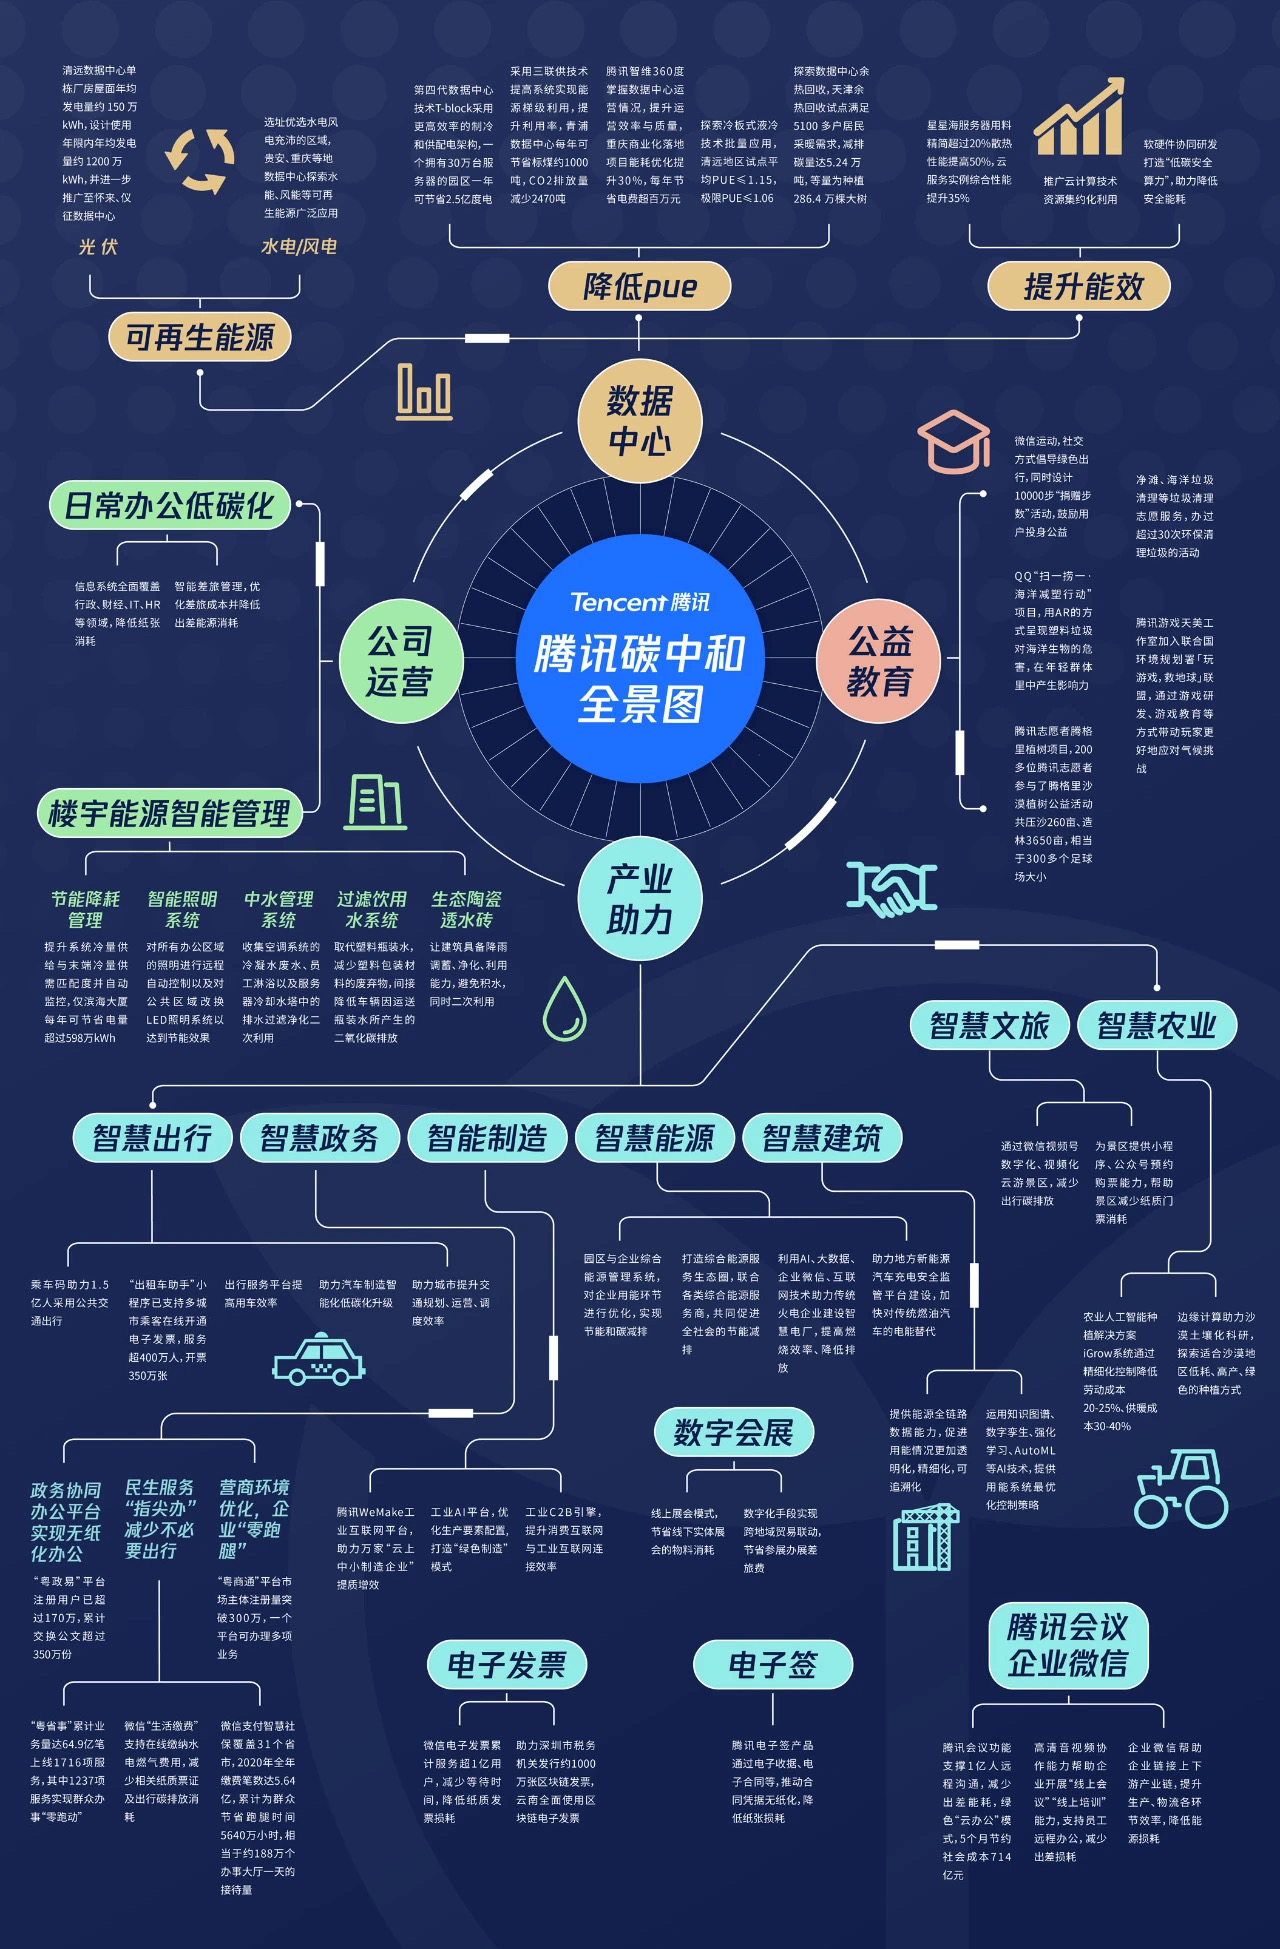 清远数据中心单
栋厂房屋面年均
发电量约 150 万
kWh,设计使用
年限内年均发电
量约 1200 万
kWh,并进一步
推广至怀来、仪
征数据中心
光 伏
选址优选水电风
电充沛的区域,
贵安、重庆等地
数据中心探索水
能、风能等可再
生能源广泛应用
水电/风电
可再生能源
第四代数据中心
技术T-block采用
更高效率的制冷
和供配电架构,一
个拥有30万台服
务器的园区一年
可节省2.5亿度电
采用三联供技术
提高系统实现能
源梯级利用,提
升利用率,青浦
数据中心每年可
节省标煤约1000
吨,CO2排放量
减少2470吨
腾讯智维360度
掌握数据中心运
营情况,提升运
营效率与质量,
重庆商业化落地
项目能耗优化提
升30%,每年节
省电费超百万元
探索冷板式液冷
技术批量应用,
清远地区试点平
均PUE≤1.15,
极限PUE≤1.06
探索数据中心余
热回收,天津余
热回收试点满足
5100 多户居民
采暖需求,减排
碳量达5.24 万
吨,等量为种植
286.4 万棵大树
降低pue
星星海服务器用料
精简超过20%散热
性能提高50%,云
服务实例综合性能
提升35%
推广云计算技术
资源集约化利用
软硬件协同研发
打造“低碳安全
算力”,助力降低
安全能耗
提升能效
数据
中心
日常办公低碳化
信息系统全面覆盖
行政、财经、IT、HR
等领域,降低纸张
消耗
智能差旅管理,优
化差旅成本并降低
出差能源消耗
公司
运营
Tencent 腾讯
腾讯碳中和
全景图
公益
教育
微信运动,社交
方式倡导绿色出
行,同时设计
10000步“捐赠步
数”活动,鼓励用
户投身公益
净滩、海洋垃圾
清理等垃圾清理
志愿服务,办过
超过30次环保清
理垃圾的活动
QQ“扫一捞一·
海洋减塑行动”
项目,用AR的方
式呈现塑料垃圾
对海洋生物的危
害,在年轻群体
里中产生影响力
腾讯游戏天美工
作室加入联合国
环境规划署「玩
游戏,救地球」联
盟,通过游戏研
发、游戏教育等
方式带动玩家更
好地应对气候挑
战
腾讯志愿者腾格
里植树项目,200
多位腾讯志愿者
参与了腾格里沙
漠植树公益活动
共压沙260亩、造
林3650亩,相当
于300多个足球
场大小
楼宇能源智能管理
节能降耗
管理
提升系统冷量供
给与末端冷量供
需匹配度并自动
监控,仅滨海大厦
每年可节省电量
超过598万kWh
智能照明
系统
对所有办公区域
的照明进行远程
自动控制以及对
公共区域改换
LED照明系统以
达到节能效果
中水管理
系统
收集空调系统的
冷凝水废水、员
工淋浴以及服务
器冷却水塔中的
排水过滤净化二
次利用
过滤饮用
水系统
取代塑料瓶装水,
减少塑料包装材
料的废弃物,间接
降低车辆因运送
瓶装水所产生的
二氧化碳排放
生态陶瓷
透水砖
让建筑具备降雨
调蓄、净化、利用
能力,避免积水,
同时二次利用
产业
助力
智慧文旅
智慧农业
智慧出行
智慧政务
智能制造
智慧能源
智慧建筑
通过微信视频号
数字化、视频化
云游景区,减少
出行碳排放
为景区提供小程
序、公众号预约
购票能力,帮助
景区减少纸质门
票消耗
乘车码助力1.5
亿人采用公共交
通出行
“出租车助手”小
程序已支持多城
市乘客在线开通
电子发票,服务
超400万人,开票
350万张
出行服务平台提
高用车效率
助力汽车制造智
能化低碳化升级
助力城市提升交
通规划、运营、调
度效率
园区与企业综合
能源管理系统,
对企业用能环节
进行优化,实现
节能和碳减排
打造综合能源服
务生态圈,联合
各类综合能源服
务商,共同促进
全社会的节能减
排
利用AI、大数据、
企业微信、互联
网技术助力传统
火电企业建设智
慧电厂,提高燃
烧效率、降低排
放
助力地方新能源
汽车充电安全监
管平台建设,加
快对传统燃油汽
车的电能替代
农业人工智能种
植解决方案
iGrow系统通过
精细化控制降低
劳动成本
20-25%、供暖成
本30-40%
边缘计算助力沙
漠土壤化科研,
探索适合沙漠地
区低耗、高产、绿
色的种植方式
提供能源全链路
数据能力,促进
用能情况更加透
明化,精细化,可
追溯化
运用知识图谱、
数字孪生、强化
学习、AutoML
等AI技术,提供
用能系统最优
化控制策略
数字会展
线上展会模式,
节省线下实体展
会的物料消耗
数字化手段实现
跨地域贸易联动,
节省参展办展差
旅费
政务协同
办公平台
实现无纸
化办公
“粤政易”平台
注册用户已超
过170万,累计
交换公文超过
350万份
民生服务
“指尖办”
减少不必
要出行
营商环境
优化，企
业“零跑
腿”
“粤商通”平台市
场主体注册量突
破300万,一个
平台可办理多项
业务
腾讯WeMake工
业互联网平台,
助力万家“云上
中小制造企业”
提质增效
工业AI平台,优
化生产要素配置,
打造“绿色制造”
模式
工业C2B引擎,
提升消费互联网
与工业互联网连
接效率
“粤省事”累计业
务量达64.9亿笔
上线1716项服
务,其中1237项
服务实现群众办
事“零跑动”
微信“生活缴费”
支持在线缴纳水
电燃气费用,减
少相关纸质票证
及出行碳排放消
耗
微信支付智慧社
保覆盖31个省
市,2020年全年
缴费笔数达5.64
亿,累计为群众
节省跑腿时间
5640万小时,相
当于约188万个
办事大厅一天的
接待量
电子发票
微信电子发票累
计服务超1亿用
户,减少等待时
间,降低纸质发
票损耗
助力深圳市税务
机关发行约1000
万张区块链发票,
云南全面使用区
块链电子发票
电子签
腾讯电子签产品
通过电子收据、电
子合同等,推动合
同凭据无纸化,降
低纸张损耗
腾讯会议
企业微信
腾讯会议功能
支撑1亿人远
程沟通,减少
出差能耗,绿
色“云办公”模
式,5个月节约
社会成本714
亿元
高清音视频协
作能力帮助企
业开展“线上会
议”“线上培训”
能力,支持员工
远程办公,减少
出差损耗
企业微信帮助
企业链接上下
游产业链,提升
生产、物流各环
节效率,降低能
源损耗